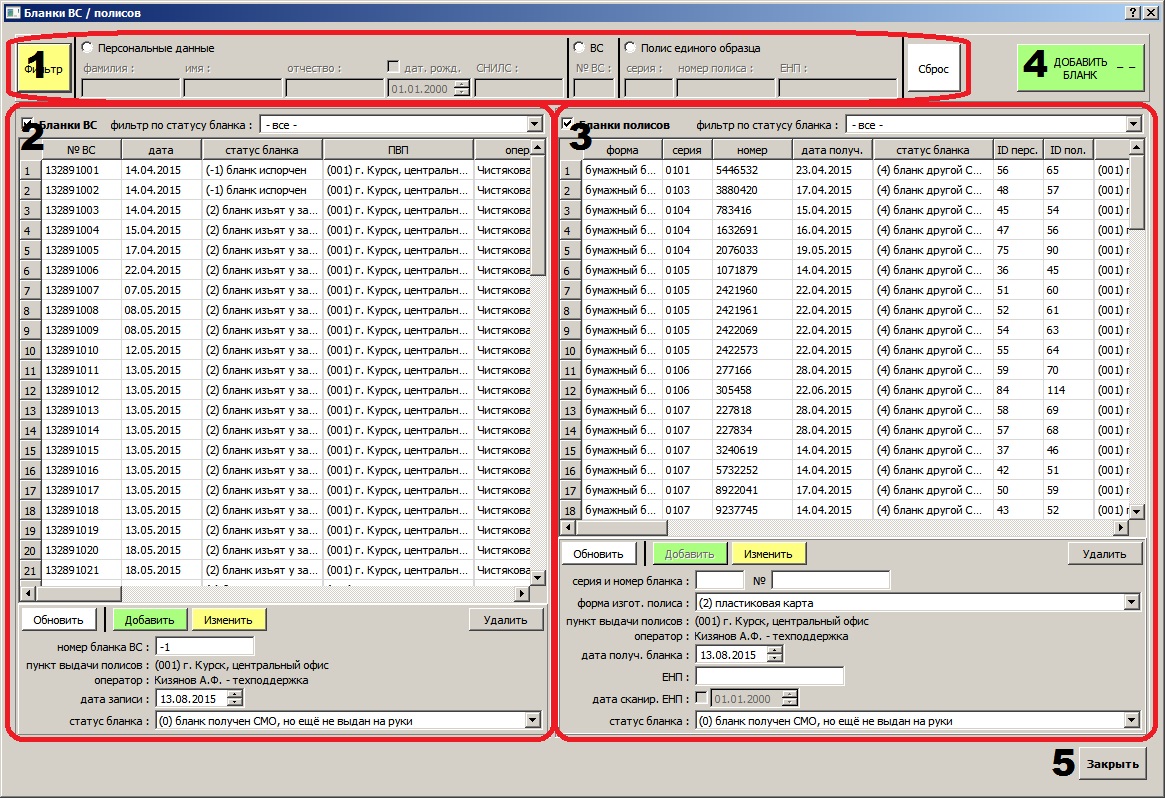 Бланки ВС / полисов
1
Фильтр
Персональные данные
фамилия :
имя :
отчество :
дат. рожд.
01.01.2000
СНИЛС :
ВС
№ ВС :
Полис единого образца
серия :
номер полиса :
ЕНП :
Сброс
4
ДОБАВИТЬ БЛАНК
_ _
2
Бланки ВС фильтр по статусу бланка : - все -
№ ВС дата статус бланка ПВП опер
1 132891001 14.04.2015 (-1) бланк испорчен (001) г. Курск, центральн... Чистякова
2 132891002 14.04.2015 (-1) бланк испорчен (001) г. Курск, центральн... Чистякова
3 132891003 14.04.2015 (2) бланк изъят у за... (001) г. Курск, центральн... Чистякова
4 132891004 15.04.2015 (2) бланк изъят у за... (001) г. Курск, центральн... Чистякова
5 132891005 17.04.2015 (2) бланк изъят у за... (001) г. Курск, центральн... Чистякова
6 132891006 22.04.2015 (2) бланк изъят у за... (001) г. Курск, центральн... Чистякова
7 132891007 07.05.2015 (2) бланк изъят у за... (001) г. Курск, центральн... Чистякова
8 132891008 08.05.2015 (2) бланк изъят у за... (001) г. Курск, центральн... Чистякова
9 132891009 08.05.2015 (2) бланк изъят у за... (001) г. Курск, центральн... Чистякова
10 132891010 12.05.2015 (2) бланк изъят у за... (001) г. Курск, центральн... Чистякова
11 132891011 13.05.2015 (2) бланк изъят у за... (001) г. Курск, центральн... Чистякова
12 132891012 13.05.2015 (2) бланк изъят у за... (001) г. Курск, центральн... Чистякова
13 132891013 13.05.2015 (2) бланк изъят у за... (001) г. Курск, центральн... Чистякова
14 132891014 13.05.2015 (2) бланк изъят у за... (001) г. Курск, центральн... Чистякова
15 132891015 13.05.2015 (2) бланк изъят у за... (001) г. Курск, центральн... Чистякова
16 132891016 13.05.2015 (2) бланк изъят у за... (001) г. Курск, центральн... Чистякова
17 132891017 13.05.2015 (2) бланк изъят у за... (001) г. Курск, центральн... Чистякова
18 132891018 13.05.2015 (2) бланк изъят у за... (001) г. Курск, центральн... Чистякова
19 132891019 13.05.2015 (2) бланк изъят у за... (001) г. Курск, центральн... Чистякова
20 132891020 18.05.2015 (2) бланк изъят у за... (001) г. Курск, центральн... Чистякова
21 132891021 18.05.2015 (2) бланк изъят у за... (001) г. Курск, центральн... Чистякова
Обновить Добавить Изменить Удалить
номер бланка ВС : -1
пункт выдачи полисов : (001) г. Курск, центральный офис
оператор : Кизянов А.Ф. - техподдержка
дата записи : 13.08.2015
статус бланка : (0) бланк получен СМО, но ещё не выдан на руки
3
Бланки полисов фильтр по статусу бланка : - все -
форма серия номер дата получ. статус бланка ID перс. ID пол.
1 бумажный б... 0101 5446532 23.04.2015 (4) бланк другой С... 56 65 (001) г
2 бумажный б... 0103 3880420 17.04.2015 (4) бланк другой С... 48 57 (001) г
3 бумажный б... 0104 783416 15.04.2015 (4) бланк другой С... 45 54 (001) г
4 бумажный б... 0104 1632691 16.04.2015 (4) бланк другой С... 47 56 (001) г
5 бумажный б... 0104 2076033 19.05.2015 (4) бланк другой С... 75 90 (001) г
6 бумажный б... 0105 1071879 14.04.2015 (4) бланк другой С... 36 45 (001) г
7 бумажный б... 0105 2421960 22.04.2015 (4) бланк другой С... 51 60 (001) г
8 бумажный б... 0105 2421961 22.04.2015 (4) бланк другой С... 52 61 (001) г
9 бумажный б... 0105 2422069 22.04.2015 (4) бланк другой С... 54 63 (001) г
10 бумажный б... 0105 2422573 22.04.2015 (4) бланк другой С... 55 64 (001) г
11 бумажный б... 0106 277166 28.04.2015 (4) бланк другой С... 59 70 (001) г
12 бумажный б... 0106 305458 22.06.2015 (4) бланк другой С... 84 114 (001) г
13 бумажный б... 0107 227818 28.04.2015 (4) бланк другой С... 58 69 (001) г
14 бумажный б... 0107 227834 28.04.2015 (4) бланк другой С... 57 68 (001) г
15 бумажный б... 0107 3240619 14.04.2015 (4) бланк другой С... 37 46 (001) г
16 бумажный б... 0107 5732252 14.04.2015 (4) бланк другой С... 42 51 (001) г
17 бумажный б... 0107 8922041 17.04.2015 (4) бланк другой С... 50 59 (001) г
18 бумажный б... 0107 9237745 14.04.2015 (4) бланк другой С... 43 52 (001) г
Обновить Добавить Изменить Удалить
серия и номер бланка : №
форма изгот. полиса : (2) пластиковая карта
пункт выдачи полисов : (001) г. Курск, центральный офис
оператор : Кизянов А.Ф. - техподдержка
дата получ. бланка : 13.08.2015
ЕНП :
дата сканир. ЕНП : 01.01.2000
статус бланка : (0) бланк получен СМО, но ещё не выдан на руки
5
Закрыть